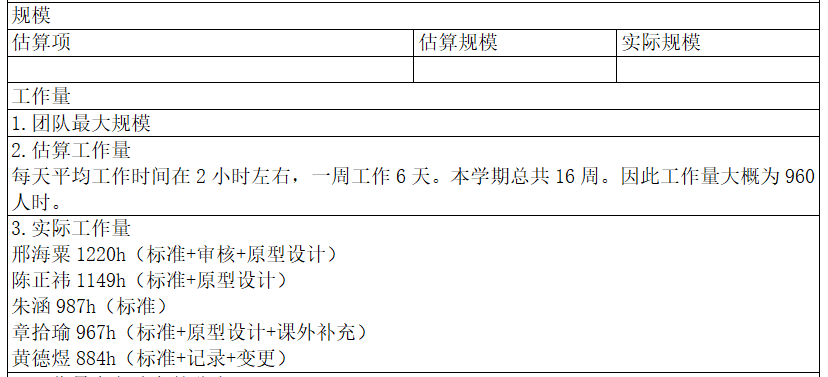 规模
估算项 估算规模 实际规模
工作量
1.团队最大规模
2.估算工作量
每天平均工作时间在 2 小时左右，一周工作 6 天。本学期总共 16 周。因此工作量大概为 960
人时。
3.实际工作量
邢海粟 1220h（标准+审核+原型设计）
陈正祎 1149h（标准+原型设计）
朱涵 987h（标准）
章拾瑜 967h（标准+原型设计+课外补充）
黄德煜 884h（标准+记录+变更）